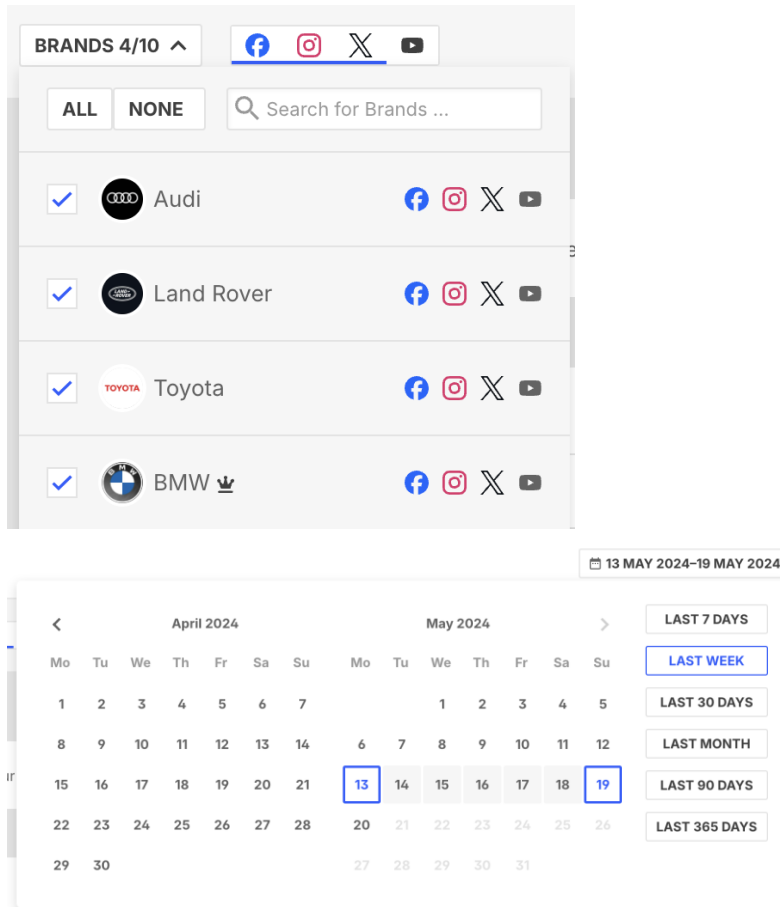 BRANDS 4/10
ALL NONE Search for Brands ...
Audi
LAND-
ROVER
Land Rover
TOYOTA
Toyota
BMW
BMW
13 MAY 2024–19 MAY 2024
April 2024 May 2024 LAST 7 DAYS
Mo Tu We Th Fr Sa Su Mo Tu We Th Fr Sa Su LAST WEEK
1 2 3 4 5 6 7 1 2 3 4 5 LAST 30 DAYS
8 9 10 11 12 13 14 6 7 8 9 10 11 12 LAST MONTH
15 16 17 18 19 20 21 13 14 15 16 17 18 19 LAST 90 DAYS
22 23 24 25 26 27 28 20 21 22 23 24 25 26 LAST 365 DAYS
29 30 27 28 29 30 31